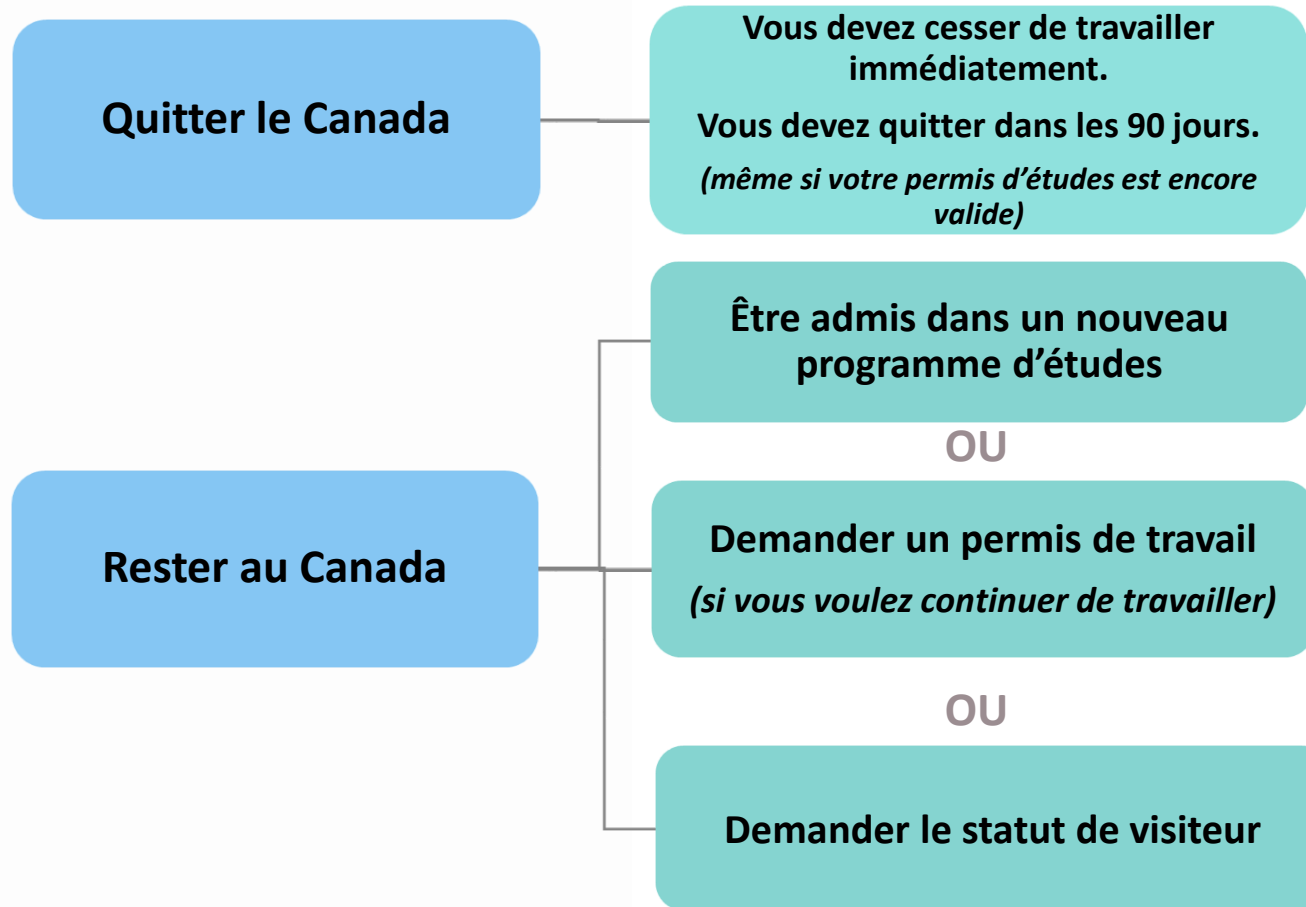 Quitter le Canada
Vous devez cesser de travailler
immédiatement.
Vous devez quitter dans les 90 jours.
(même si votre permis d’études est encore
valide)
Rester au Canada
Être admis dans un nouveau
programme d’études
OU
Demander un permis de travail
(si vous voulez continuer de travailler)
OU
Demander le statut de visiteur